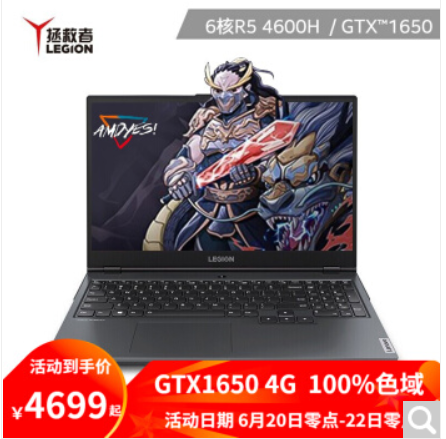 拯救者
LEGION
6核R5 4600H / GTX™1650
AMDYES!
LEGION
Lenovo
活动到手价
¥4699起
GTX1650 4G 100%色域
活动日期 6月20日零点-22日零